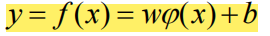 y = f(x) = wφ(x) + b